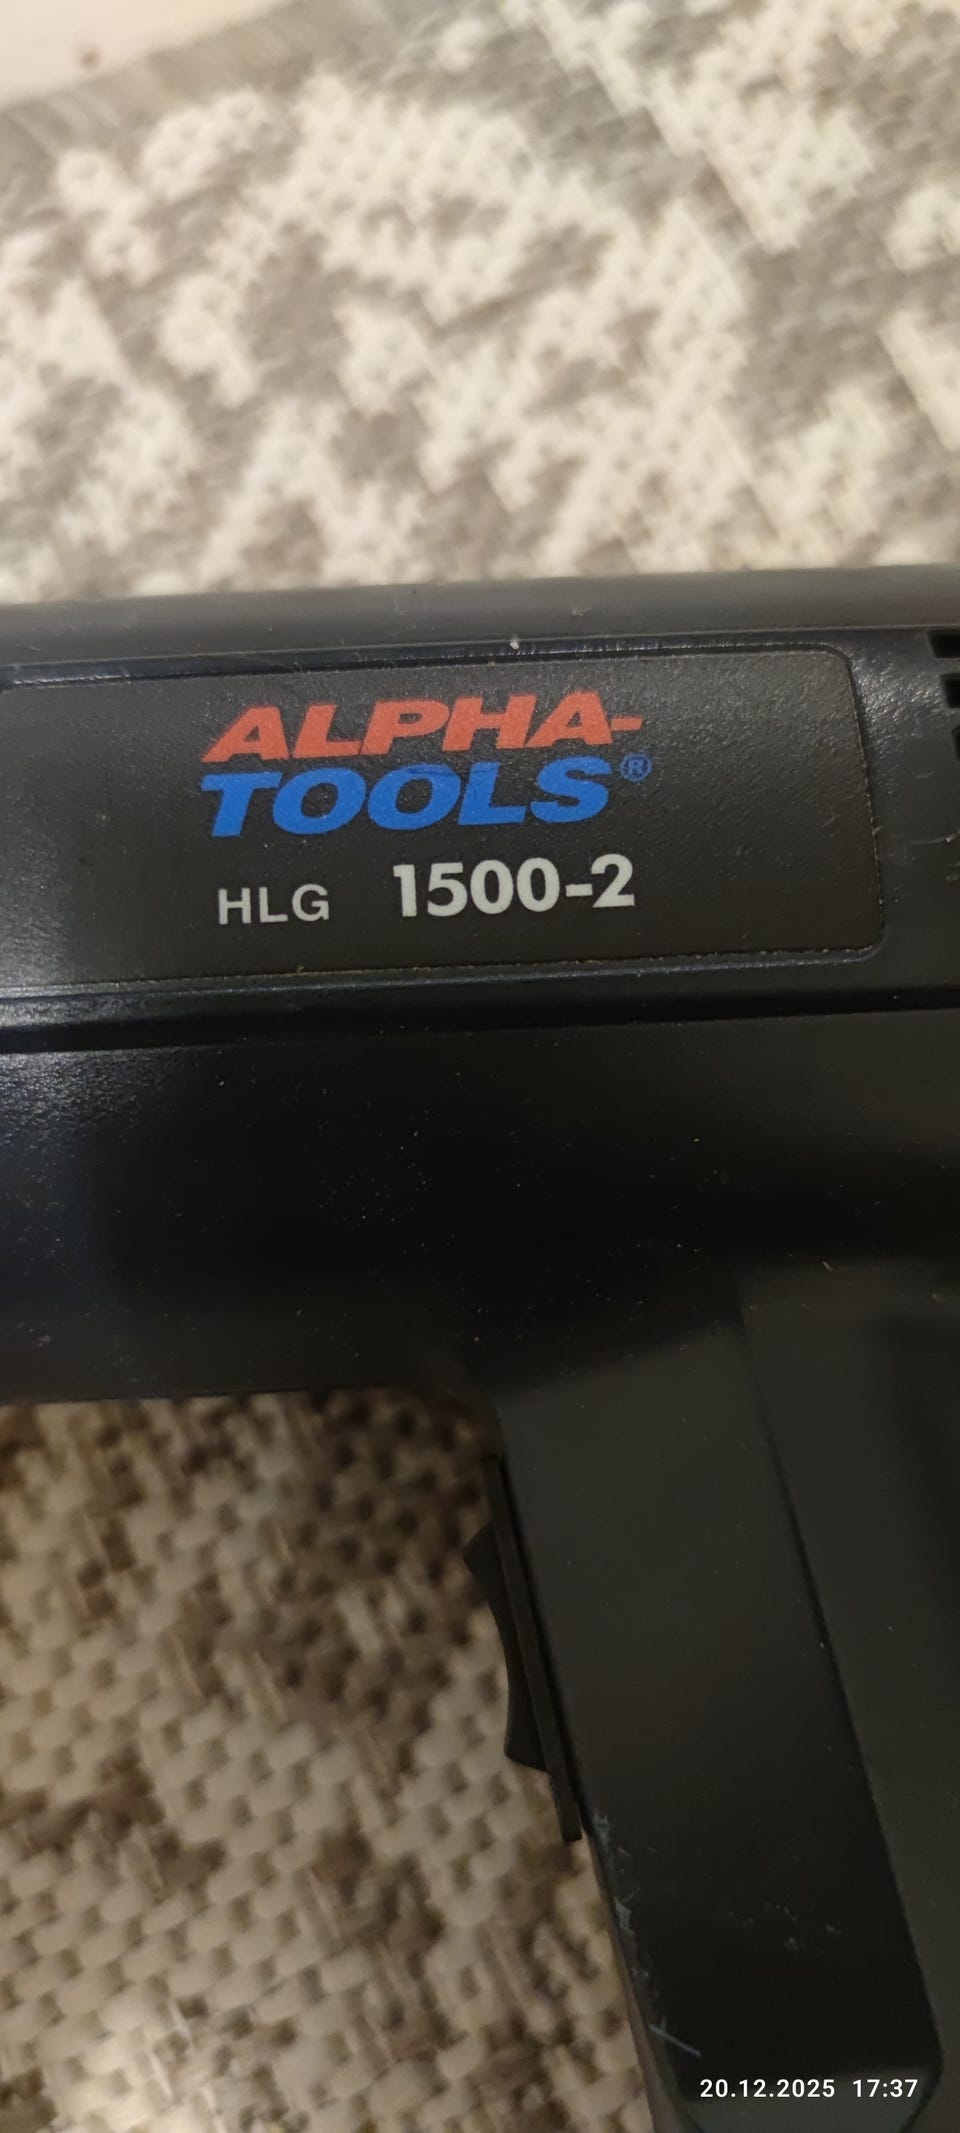 ALPHA-
TOOLS®
HLG 1500-2
20.12.2025 17:37